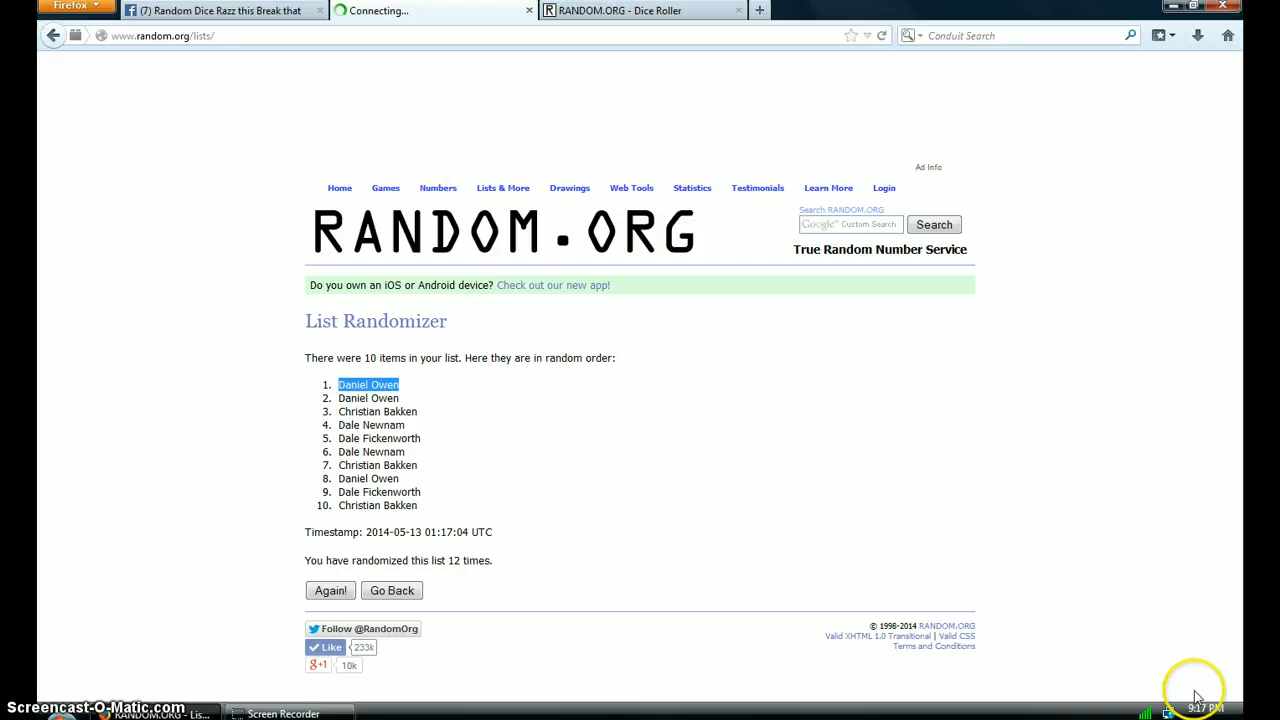 Firefox
(7) Random Dice Razz this Break that
Connecting...
RANDOM.ORG - Dice Roller
www.random.org/lists/
Conduit Search
Ad Info
Home Games Numbers Lists & More Drawings Web Tools Statistics Testimonials Learn More Login
RANDOM.ORG
Search RANDOM.ORG
Google Custom Search Search
True Random Number Service
Do you own an iOS or Android device? Check out our new app!
List Randomizer
There were 10 items in your list. Here they are in random order:
1. Daniel Owen
2. Daniel Owen
3. Christian Bakken
4. Dale Newnam
5. Dale Fickenworth
6. Dale Newnam
7. Christian Bakken
8. Daniel Owen
9. Dale Fickenworth
10. Christian Bakken
Timestamp: 2014-05-13 01:17:04 UTC
You have randomized this list 12 times.
Again! Go Back
Follow @RandomOrg
Like 233k
g+1 10k
© 1998-2014 RANDOM.ORG
Valid XHTML 1.0 Transitional | Valid CSS
Terms and Conditions
Screencast-O-Matic.com
RANDOM.ORG - Lis...
Screen Recorder
9:17 PM